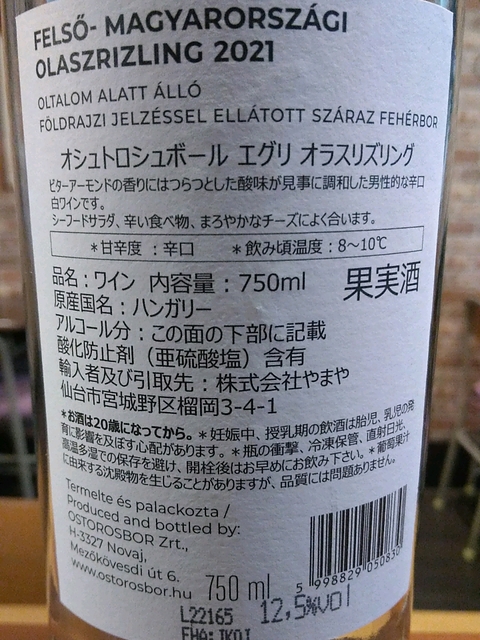 FELSŐ- MAGYARORSZÁGI
OLASZRIZLING 2021
OLTALOM ALATT ÁLLÓ
FÖLDRAJZI JELZÉSSEL ELLÁTOTT SZÁRAZ FEHÉRBOR
オシュトロシュボール エグリ オラスリズリング
ビターアーモンドの香りにはつらつとした酸味が見事に調和した男性的な辛口
白ワインです。
シーフードサラダ、辛い食べ物、まろやかなチーズによく合います。
*甘辛度：辛口 *飲み頃温度：8～10℃
品名：ワイン 内容量：750ml 果実酒
原産国名：ハンガリー
アルコール分：この面の下部に記載
酸化防止剤（亜硫酸塩）含有
輸入者及び引取先：株式会社やまや
仙台市宮城野区榴岡3-4-1
*お酒は20歳になってから。*妊娠中、授乳期の飲酒は胎児、乳児の発
育に影響を及ぼす心配があります。*瓶の衝撃、冷凍保管、直射日光、
高温多湿での保存を避け、開栓後はお早めにお飲み下さい。*葡萄果汁
に由来する沈殿物を生じることがありますが、品質には問題ありません。
Termelte és palackozta /
Produced and bottled by:
OSTOROSBOR Zrt.,
H-3327 Novaj,
Mezőkövesdi út 6.
www.ostorosbor.hu
750 ml
5 998829 050830
L22165 12,5%vol